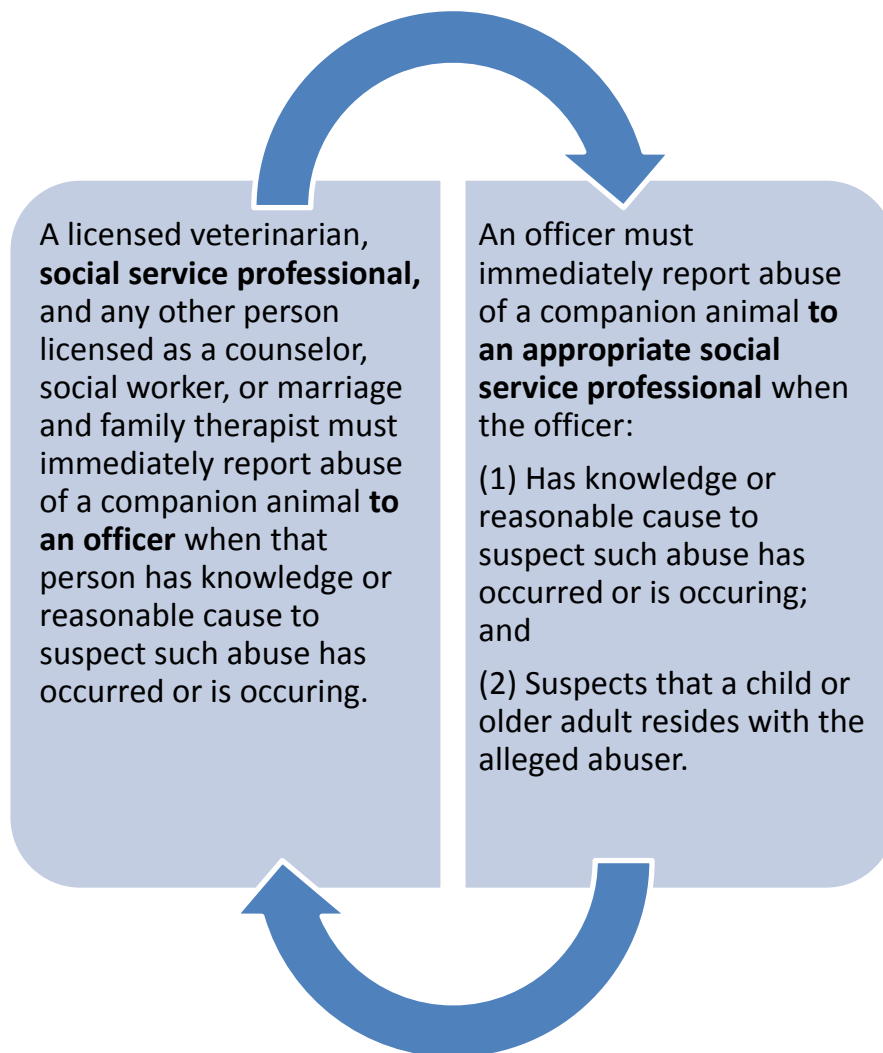 A licensed veterinarian,
social service professional,
and any other person
licensed as a counselor,
social worker, or marriage
and family therapist must
immediately report abuse
of a companion animal to
an officer when that
person has knowledge or
reasonable cause to
suspect such abuse has
occurred or is occuring.
An officer must
immediately report abuse
of a companion animal to
an appropriate social
service professional when
the officer:
(1) Has knowledge or
reasonable cause to
suspect such abuse has
occurred or is occuring;
and
(2) Suspects that a child or
older adult resides with the
alleged abuser.